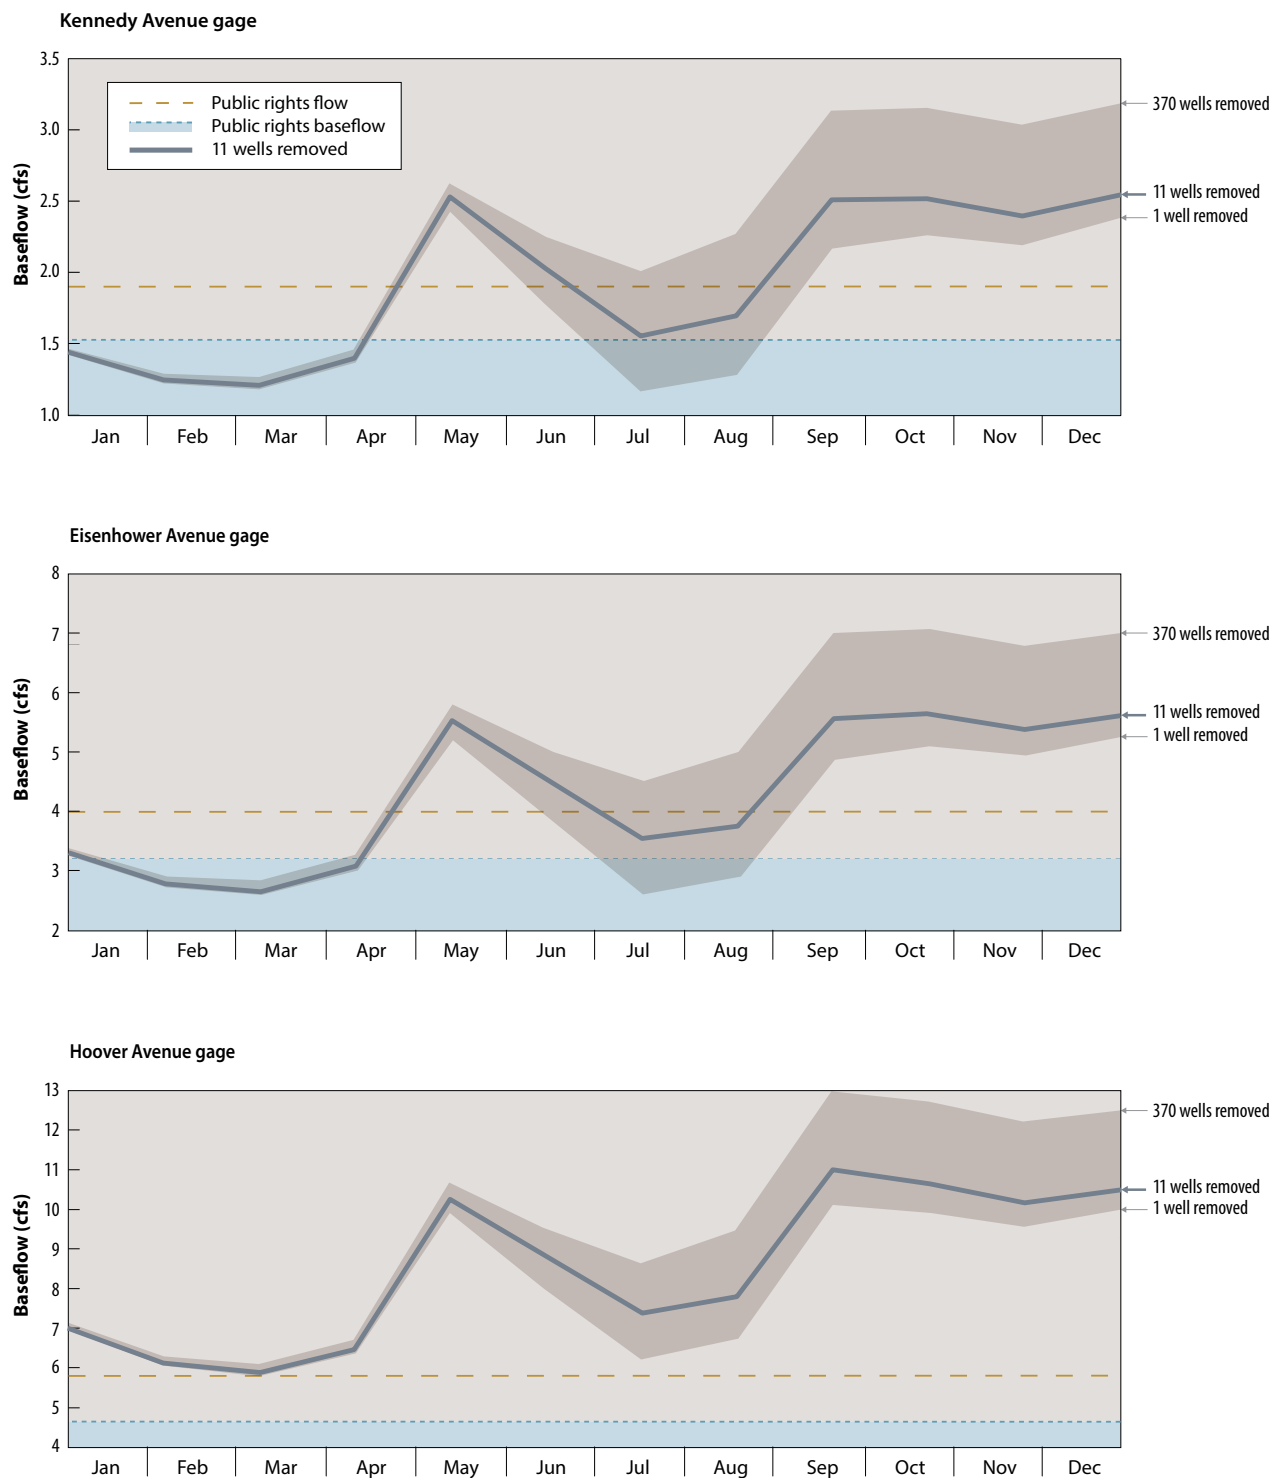 Kennedy Avenue gage
3.5
3.0
2.5
2.0
1.5
1.0
Baseflow (cfs)
Public rights flow
Public rights baseflow
11 wells removed
370 wells removed
11 wells removed
1 well removed
Jan Feb Mar Apr May Jun Jul Aug Sep Oct Nov Dec
Eisenhower Avenue gage
8
7
6
5
4
3
2
Baseflow (cfs)
370 wells removed
11 wells removed
1 well removed
Jan Feb Mar Apr May Jun Jul Aug Sep Oct Nov Dec
Hoover Avenue gage
13
12
11
10
9
8
7
6
5
4
Baseflow (cfs)
370 wells removed
11 wells removed
1 well removed
Jan Feb Mar Apr May Jun Jul Aug Sep Oct Nov Dec